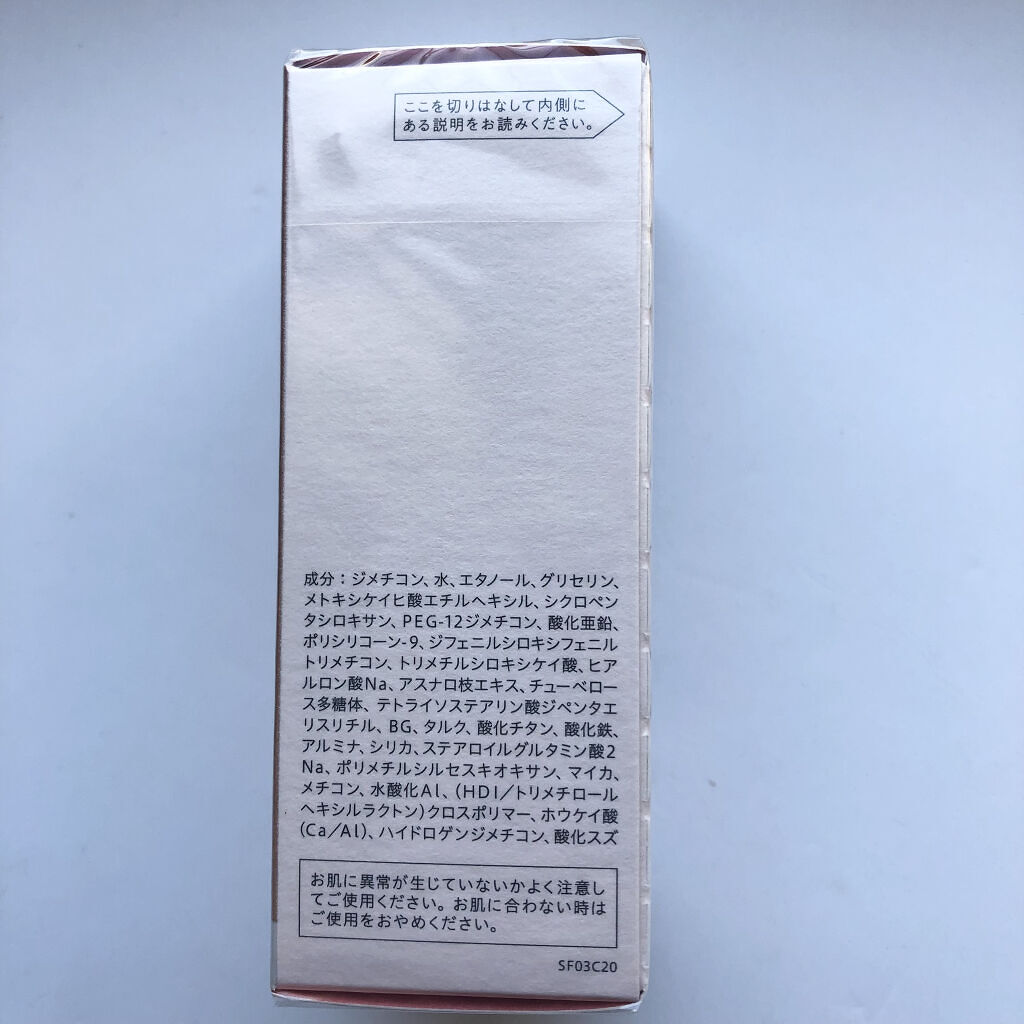 ここを切りはなして内側に
ある説明をお読みください。
成分：ジメチコン、水、エタノール、グリセリン、
メトキシケイヒ酸エチルヘキシル、シクロペン
タシロキサン、PEG-12ジメチコン、酸化亜鉛、
ポリシリコーン-9、ジフェニルシロキシフェニル
トリメチコン、トリメチルシロキシケイ酸、ヒア
ルロン酸Na、アスナロ枝エキス、チューベロー
ス多糖体、テトライソステアリン酸ジペンタエ
リスリチル、BG、タルク、酸化チタン、酸化鉄、
アルミナ、シリカ、ステアロイルグルタミン酸2
Na、ポリメチルシルセスキオキサン、マイカ、
メチコン、水酸化Al、(HDI／トリメチロール
ヘキシルラクトン)クロスポリマー、ホウケイ酸
(Ca／Al)、ハイドロゲンジメチコン、酸化スズ
お肌に異常が生じていないかよく注意し
てご使用ください。お肌に合わない時は
ご使用をおやめください。
SF03C20